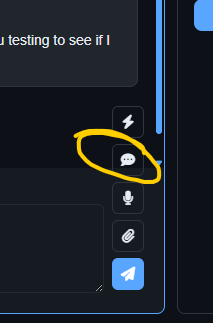 testing to see if I